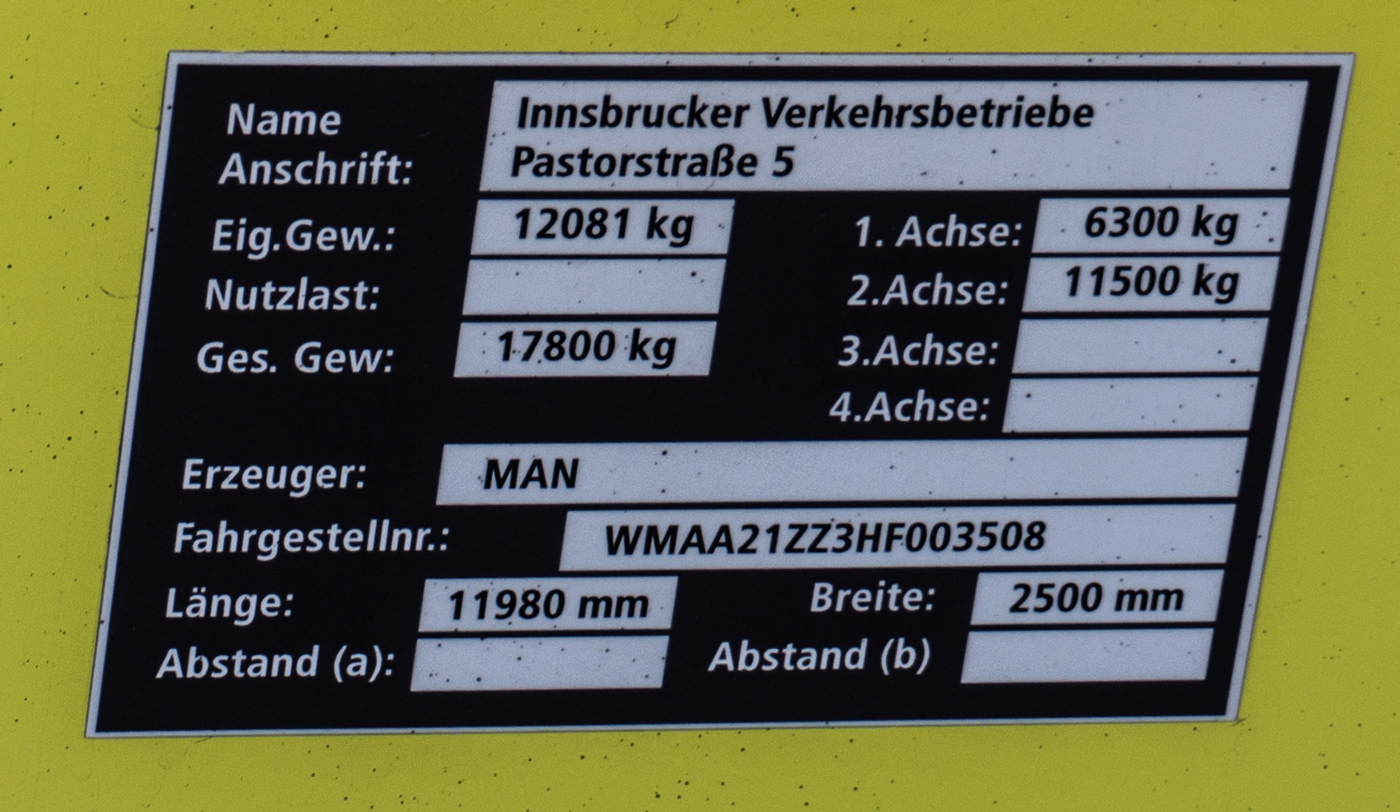 Name Innsbrucker Verkehrsbetriebe
Anschrift: Pastorstraße 5
Eig.Gew.: 12081 kg 1. Achse: 6300 kg
Nutzlast: 2.Achse: 11500 kg
Ges. Gew: 17800 kg 3.Achse:
4.Achse:
Erzeuger: MAN
Fahrgestellnr.: WMAA21ZZ3HF003508
Länge: 11980 mm Breite: 2500 mm
Abstand (a): Abstand (b)